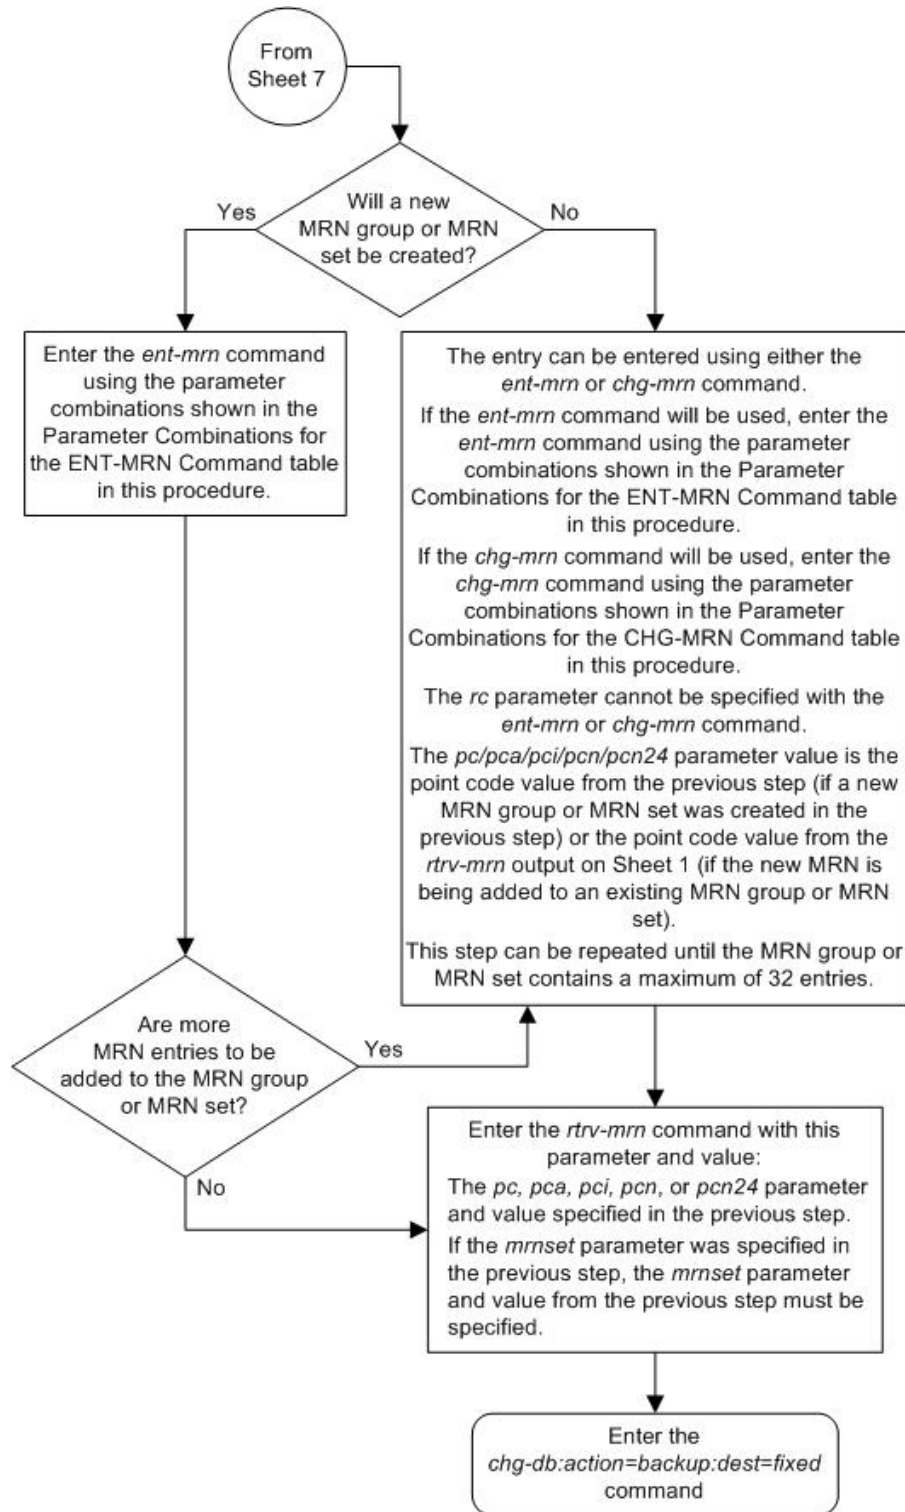 From
Sheet 7
Will a new
MRN group or MRN
set be created?
Yes
No
Enter the ent-mrn command
using the parameter
combinations shown in the
Parameter Combinations for
the ENT-MRN Command table
in this procedure.
The entry can be entered using either the
ent-mrn or chg-mrn command.
If the ent-mrn command will be used, enter the
ent-mrn command using the parameter
combinations shown in the Parameter
Combinations for the ENT-MRN Command table
in this procedure.
If the chg-mrn command will be used, enter the
chg-mrn command using the parameter
combinations shown in the Parameter
Combinations for the CHG-MRN Command table
in this procedure.
The rc parameter cannot be specified with the
ent-mrn or chg-mrn command.
The pc/pca/pci/pcn/pcn24 parameter value is the
point code value from the previous step (if a new
MRN group or MRN set was created in the
previous step) or the point code value from the
rtrv-mrn output on Sheet 1 (if the new MRN is
being added to an existing MRN group or MRN
set).
This step can be repeated until the MRN group or
MRN set contains a maximum of 32 entries.
Are more
MRN entries to be
added to the MRN group
or MRN set?
Yes
No
Enter the rtrv-mrn command with this
parameter and value:
The pc, pca, pci, pcn, or pcn24 parameter
and value specified in the previous step.
If the mrnset parameter was specified in
the previous step, the mrnset parameter
and value from the previous step must be
specified.
Enter the
chg-db:action=backup:dest=fixed
command